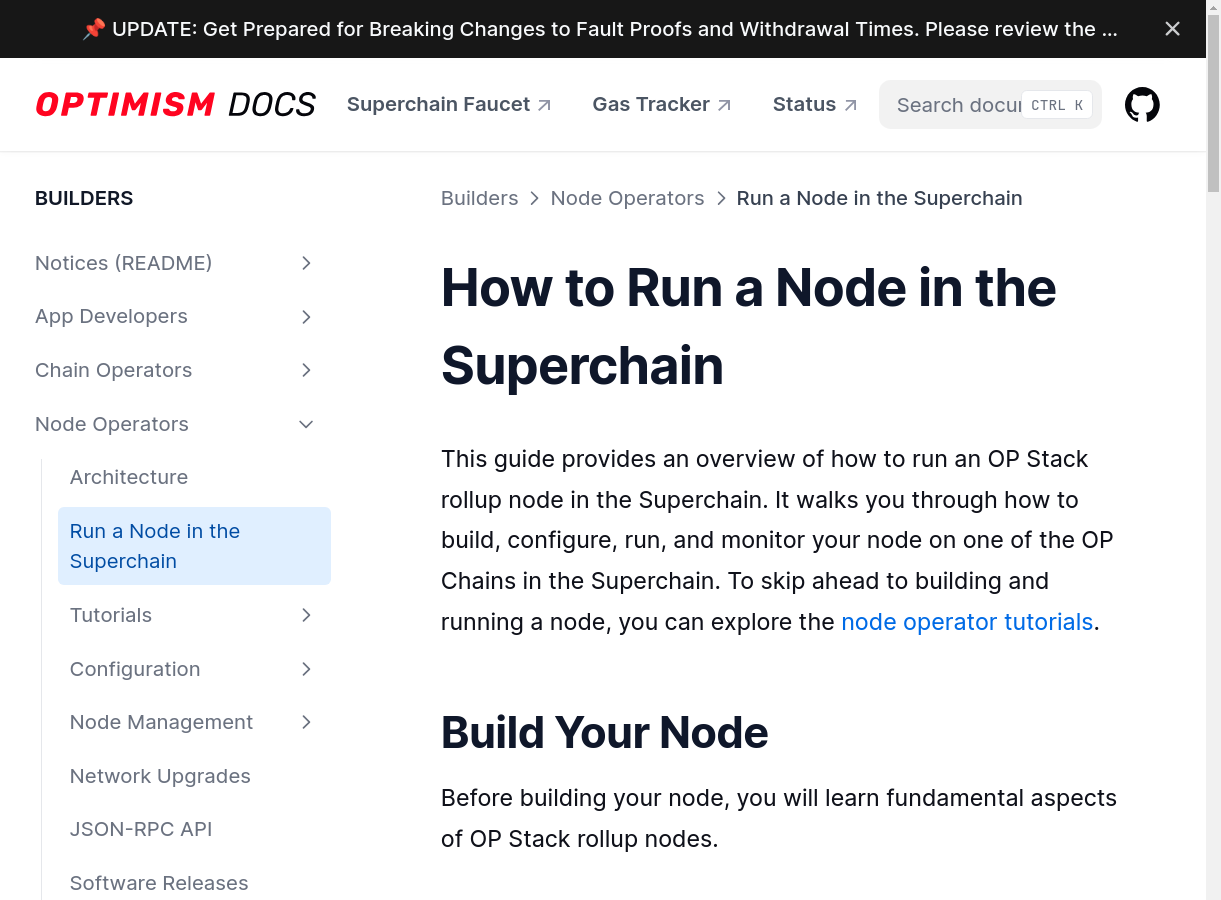 📌 UPDATE: Get Prepared for Breaking Changes to Fault Proofs and Withdrawal Times. Please review the ...
OPTIMISM DOCS
Superchain Faucet
Gas Tracker
Status
Search docu
CTRL K
BUILDERS
Notices (README)
App Developers
Chain Operators
Node Operators
Architecture
Run a Node in the
Superchain
Tutorials
Configuration
Node Management
Network Upgrades
JSON-RPC API
Software Releases
Builders > Node Operators > Run a Node in the Superchain
How to Run a Node in the
Superchain
This guide provides an overview of how to run an OP Stack
rollup node in the Superchain. It walks you through how to
build, configure, run, and monitor your node on one of the OP
Chains in the Superchain. To skip ahead to building and
running a node, you can explore the node operator tutorials.
Build Your Node
Before building your node, you will learn fundamental aspects
of OP Stack rollup nodes.